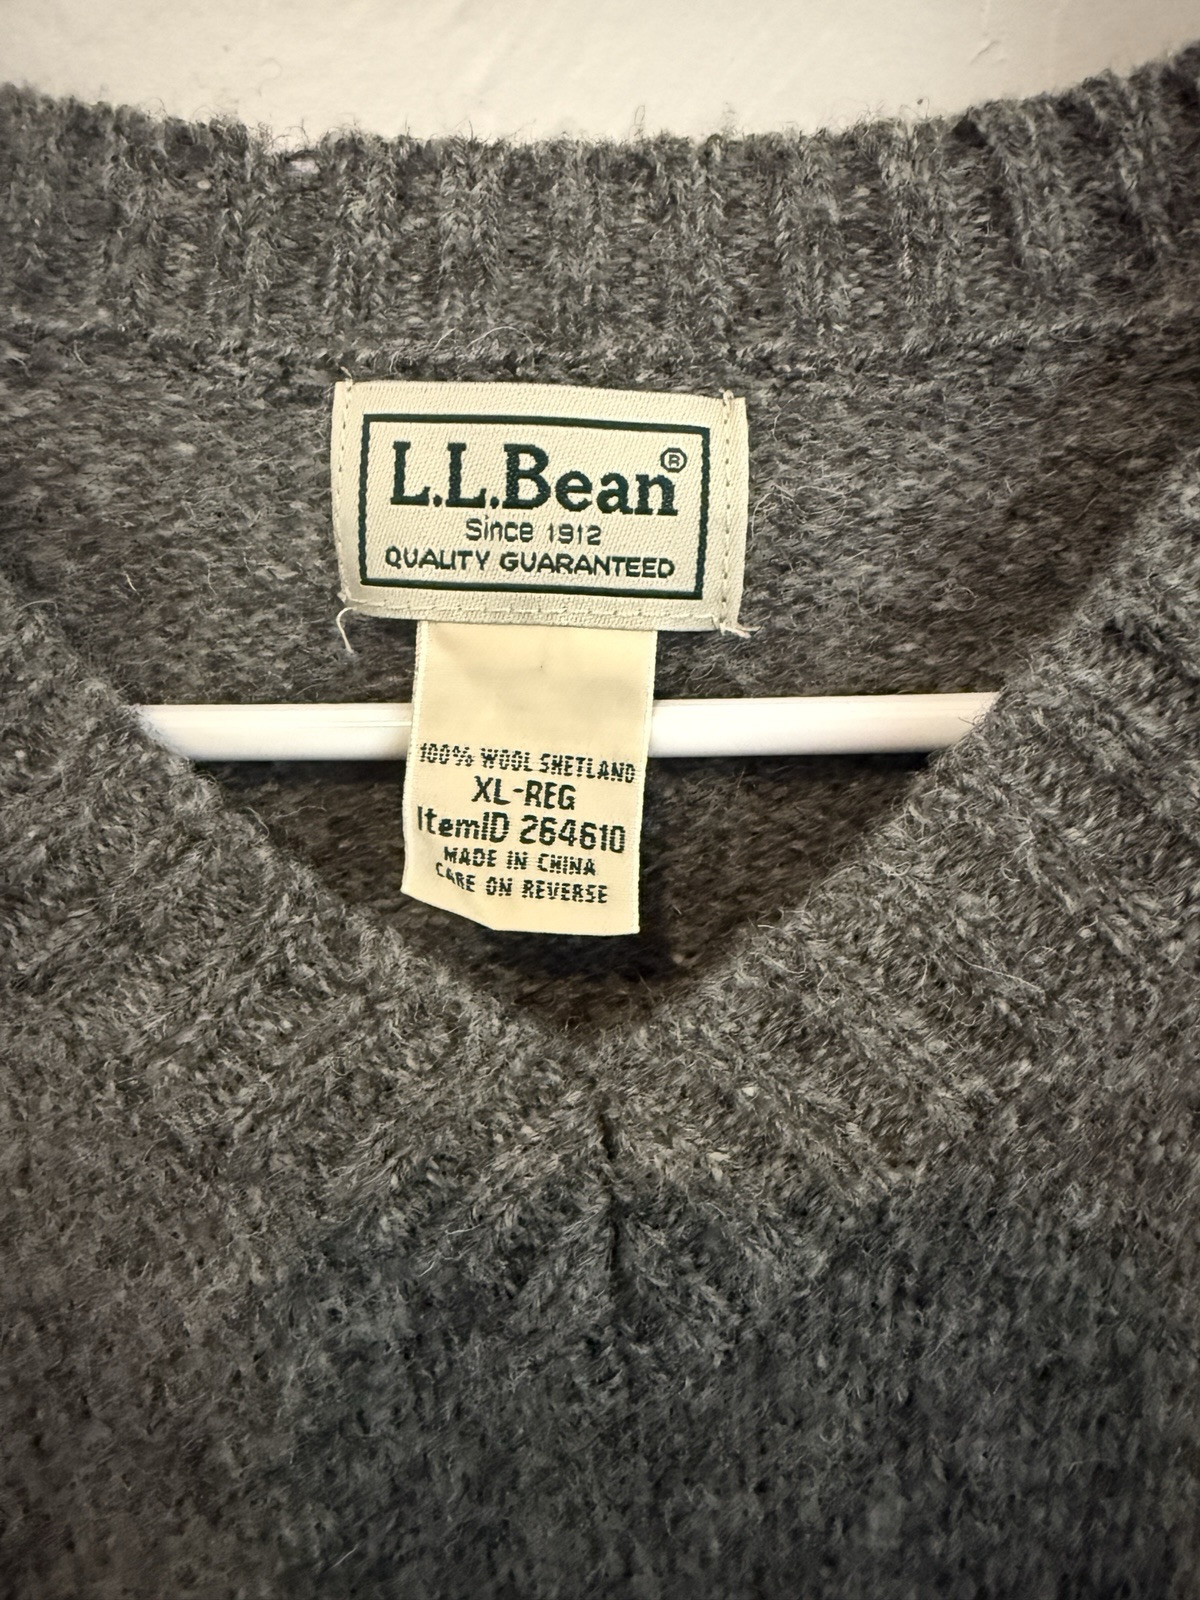 L.L.Bean®
Since 1912
QUALITY GUARANTEED
100% WOOL SHETLAND
XL-REG
ItemID 264610
MADE IN CHINA
CARE ON REVERSE